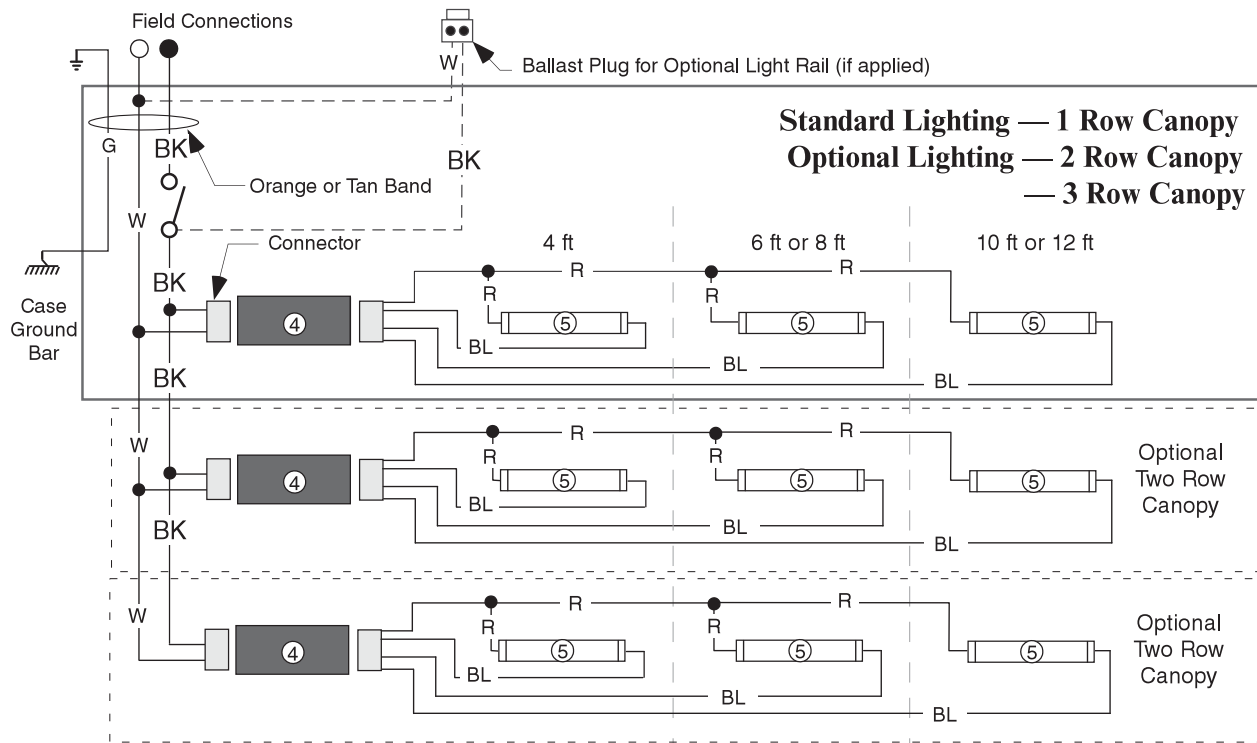 Field Connections
W
Ballast Plug for Optional Light Rail (if applied)
Standard Lighting — 1 Row Canopy
Optional Lighting — 2 Row Canopy
— 3 Row Canopy
G
BK
BK
Orange or Tan Band
W
Connector
4 ft
6 ft or 8 ft
10 ft or 12 ft
Case
Ground
Bar
BK
R
R
R
R
4
5
5
5
BL
BL
BL
BK
W
R
R
R
R
4
5
5
5
BL
BL
BL
Optional
Two Row
Canopy
BK
W
R
R
R
R
4
5
5
5
BL
BL
BL
Optional
Two Row
Canopy